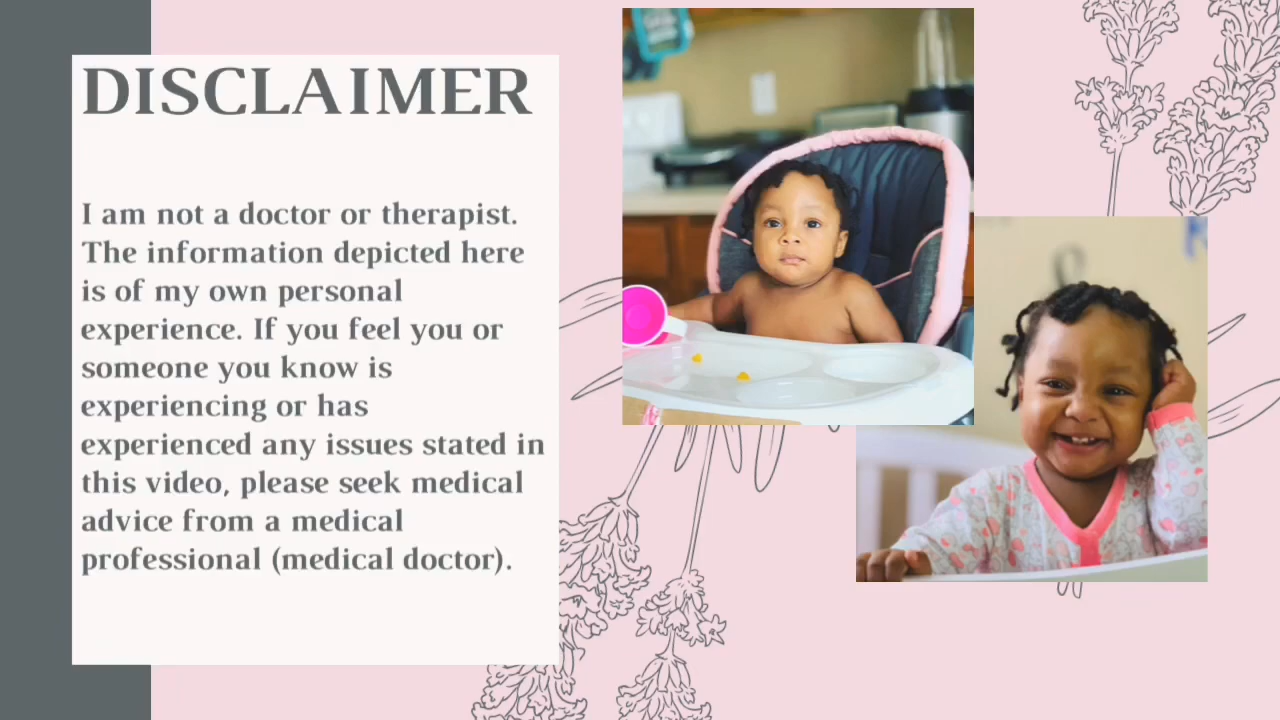 DISCLAIMER
I am not a doctor or therapist.
The information depicted here
is of my own personal
experience. If you feel you or
someone you know is
experiencing or has
experienced any issues stated in
this video, please seek medical
advice from a medical
professional (medical doctor).